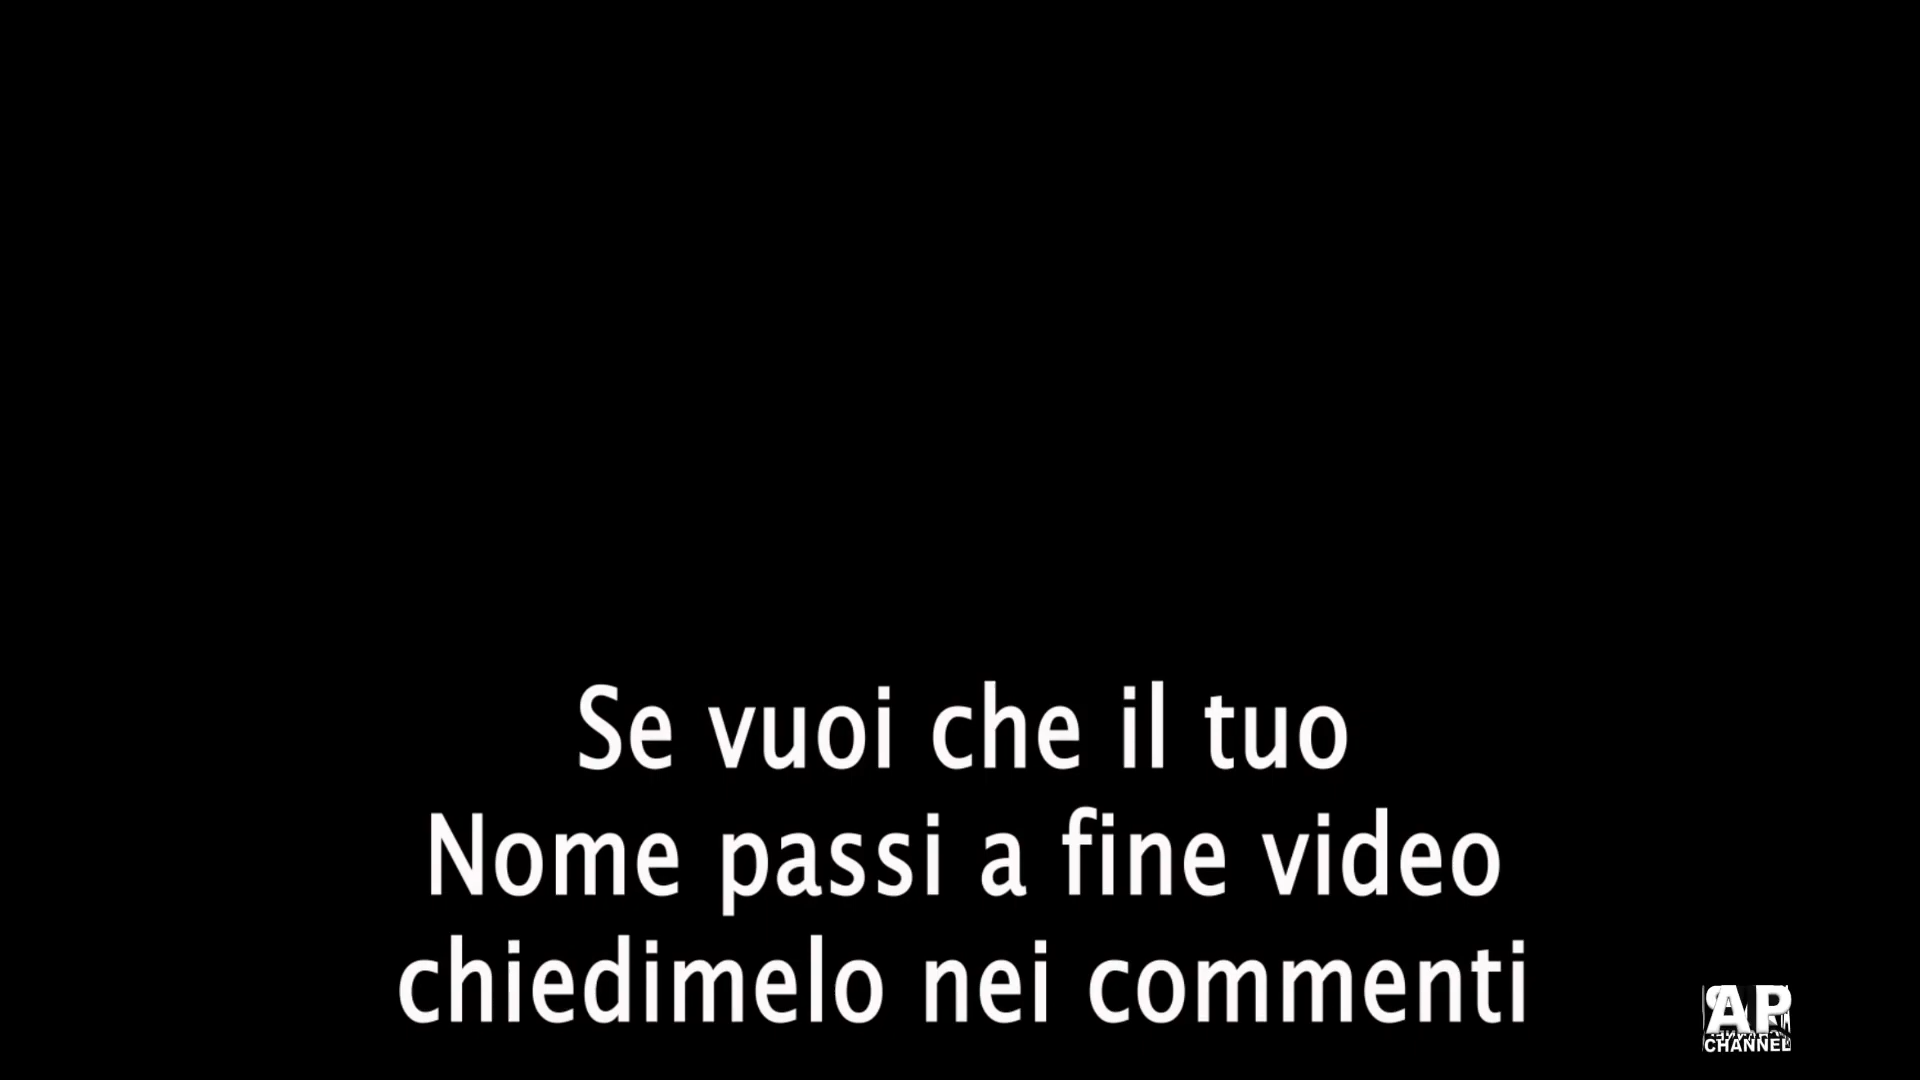 Se vuoi che il tuo
Nome passi a fine video
chiedimelo nei commenti
AP
CHANNEL